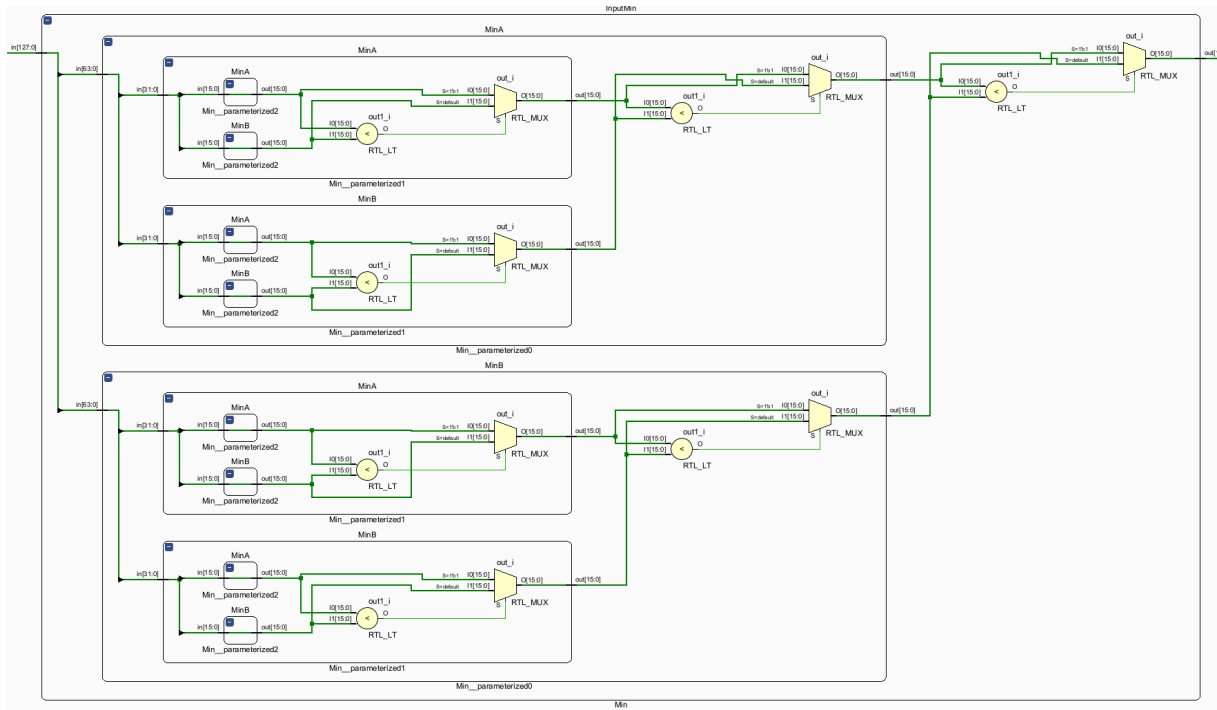 InputMin
in[127:0]
MinA
in[63:0]
MinA
in[31:0]
MinA
in[15:0]
out[15:0]
Min__parameterized2
MinB
in[15:0]
out[15:0]
Min__parameterized2
I0[15:0]
I1[15:0]
out1_i
<
O
RTL_LT
out_i
S=1'b1
I0[15:0]
S=default
I1[15:0]
S
O[15:0]
RTL_MUX
out[15:0]
Min__parameterized1
MinB
in[31:0]
MinA
in[15:0]
out[15:0]
Min__parameterized2
MinB
in[15:0]
out[15:0]
Min__parameterized2
I0[15:0]
I1[15:0]
out1_i
<
O
RTL_LT
out_i
S=1'b1
I0[15:0]
S=default
I1[15:0]
S
O[15:0]
RTL_MUX
out[15:0]
Min__parameterized1
I0[15:0]
I1[15:0]
out1_i
<
O
RTL_LT
out_i
S=1'b1
I0[15:0]
S=default
I1[15:0]
S
O[15:0]
RTL_MUX
out[15:0]
Min__parameterized0
MinB
in[63:0]
MinA
in[31:0]
MinA
in[15:0]
out[15:0]
Min__parameterized2
MinB
in[15:0]
out[15:0]
Min__parameterized2
I0[15:0]
I1[15:0]
out1_i
<
O
RTL_LT
out_i
S=1'b1
I0[15:0]
S=default
I1[15:0]
S
O[15:0]
RTL_MUX
out[15:0]
Min__parameterized1
MinB
in[31:0]
MinA
in[15:0]
out[15:0]
Min__parameterized2
MinB
in[15:0]
out[15:0]
Min__parameterized2
I0[15:0]
I1[15:0]
out1_i
<
O
RTL_LT
out_i
S=1'b1
I0[15:0]
S=default
I1[15:0]
S
O[15:0]
RTL_MUX
out[15:0]
Min__parameterized1
I0[15:0]
I1[15:0]
out1_i
<
O
RTL_LT
out_i
S=1'b1
I0[15:0]
S=default
I1[15:0]
S
O[15:0]
RTL_MUX
out[15:0]
Min__parameterized0
I0[15:0]
I1[15:0]
out1_i
<
O
RTL_LT
out_i
S=1'b1
I0[15:0]
S=default
I1[15:0]
S
O[15:0]
RTL_MUX
Min